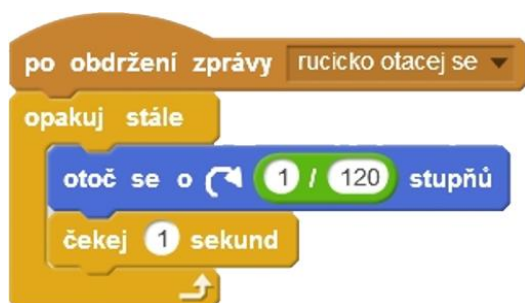 po obdržení zprávy rucicko otacej se
opakuj stále
otoč se o 1 / 120 stupňů
čekej 1 sekund